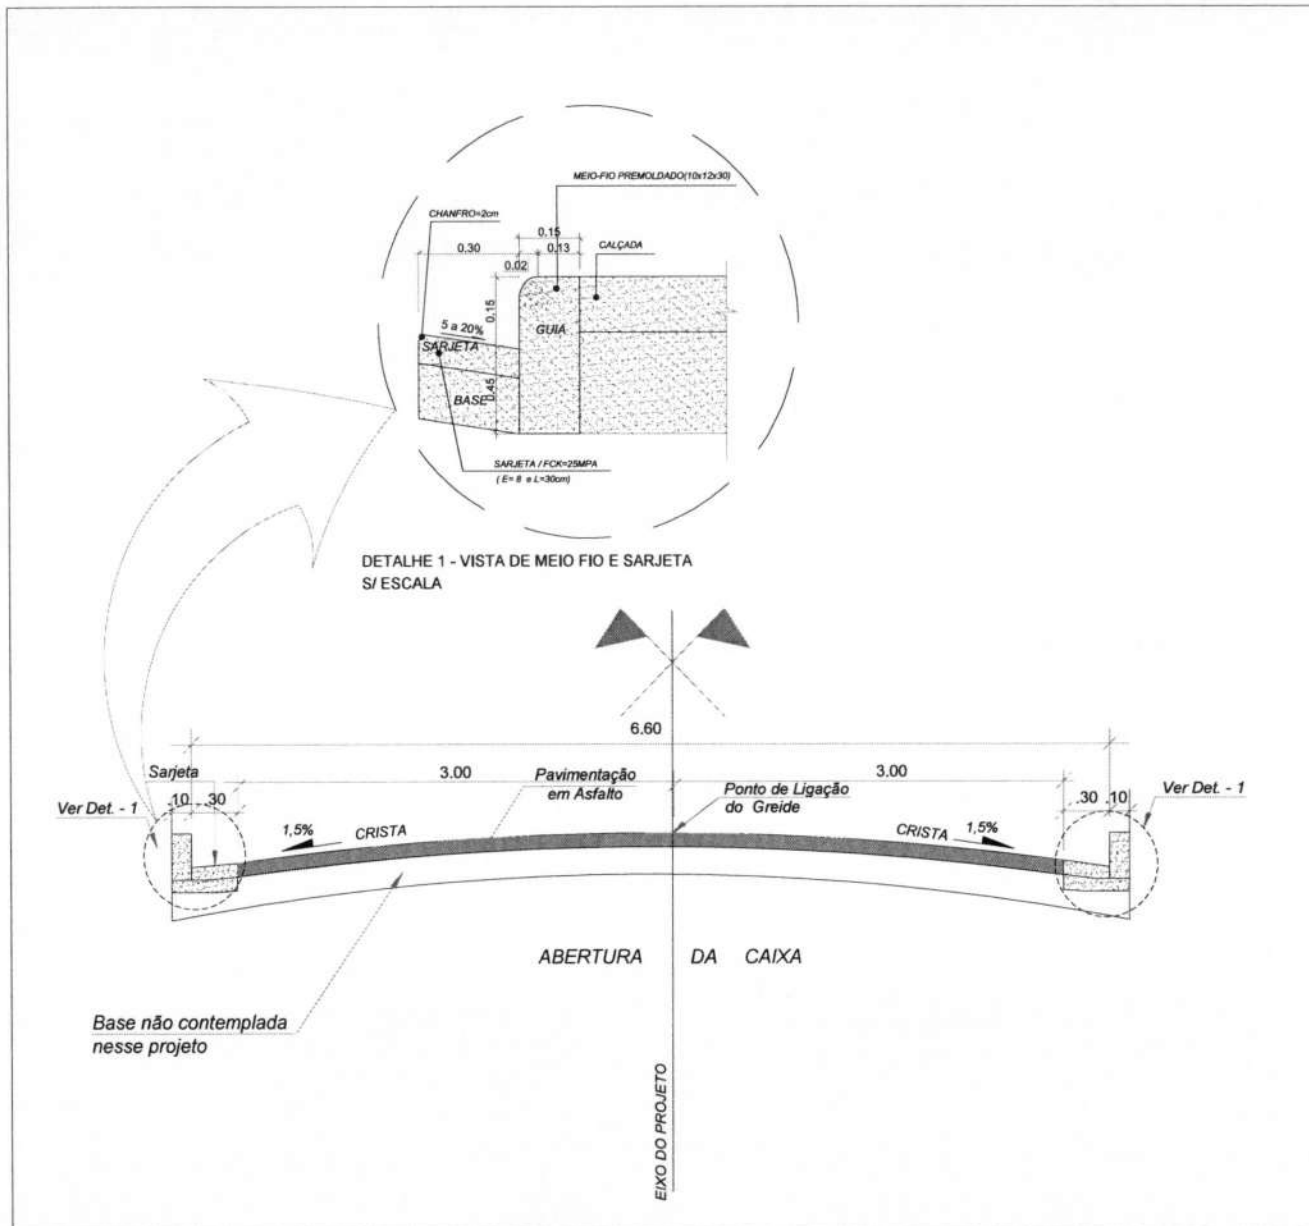 MEIO-FIO PREMOLDADO(10x12x30)
CHANFRO=2cm
0.15
0.30
0.13
CALÇADA
0.02
0.15
5 a 20%
GUIA
SARJETA
0.45
BASE
SARJETA / FCK=25MPA
( E= 8 e L=30cm)
DETALHE 1 - VISTA DE MEIO FIO E SARJETA
S/ ESCALA
6.60
Sarjeta
3.00
Pavimentação
em Asfalto
3.00
Ponto de Ligação
do Greide
Ver Det. - 1
.10
.30
.30
.10
Ver Det. - 1
1,5%
CRISTA
CRISTA
1,5%
ABERTURA DA CAIXA
Base não contemplada
nesse projeto
EIXO DO PROJETO